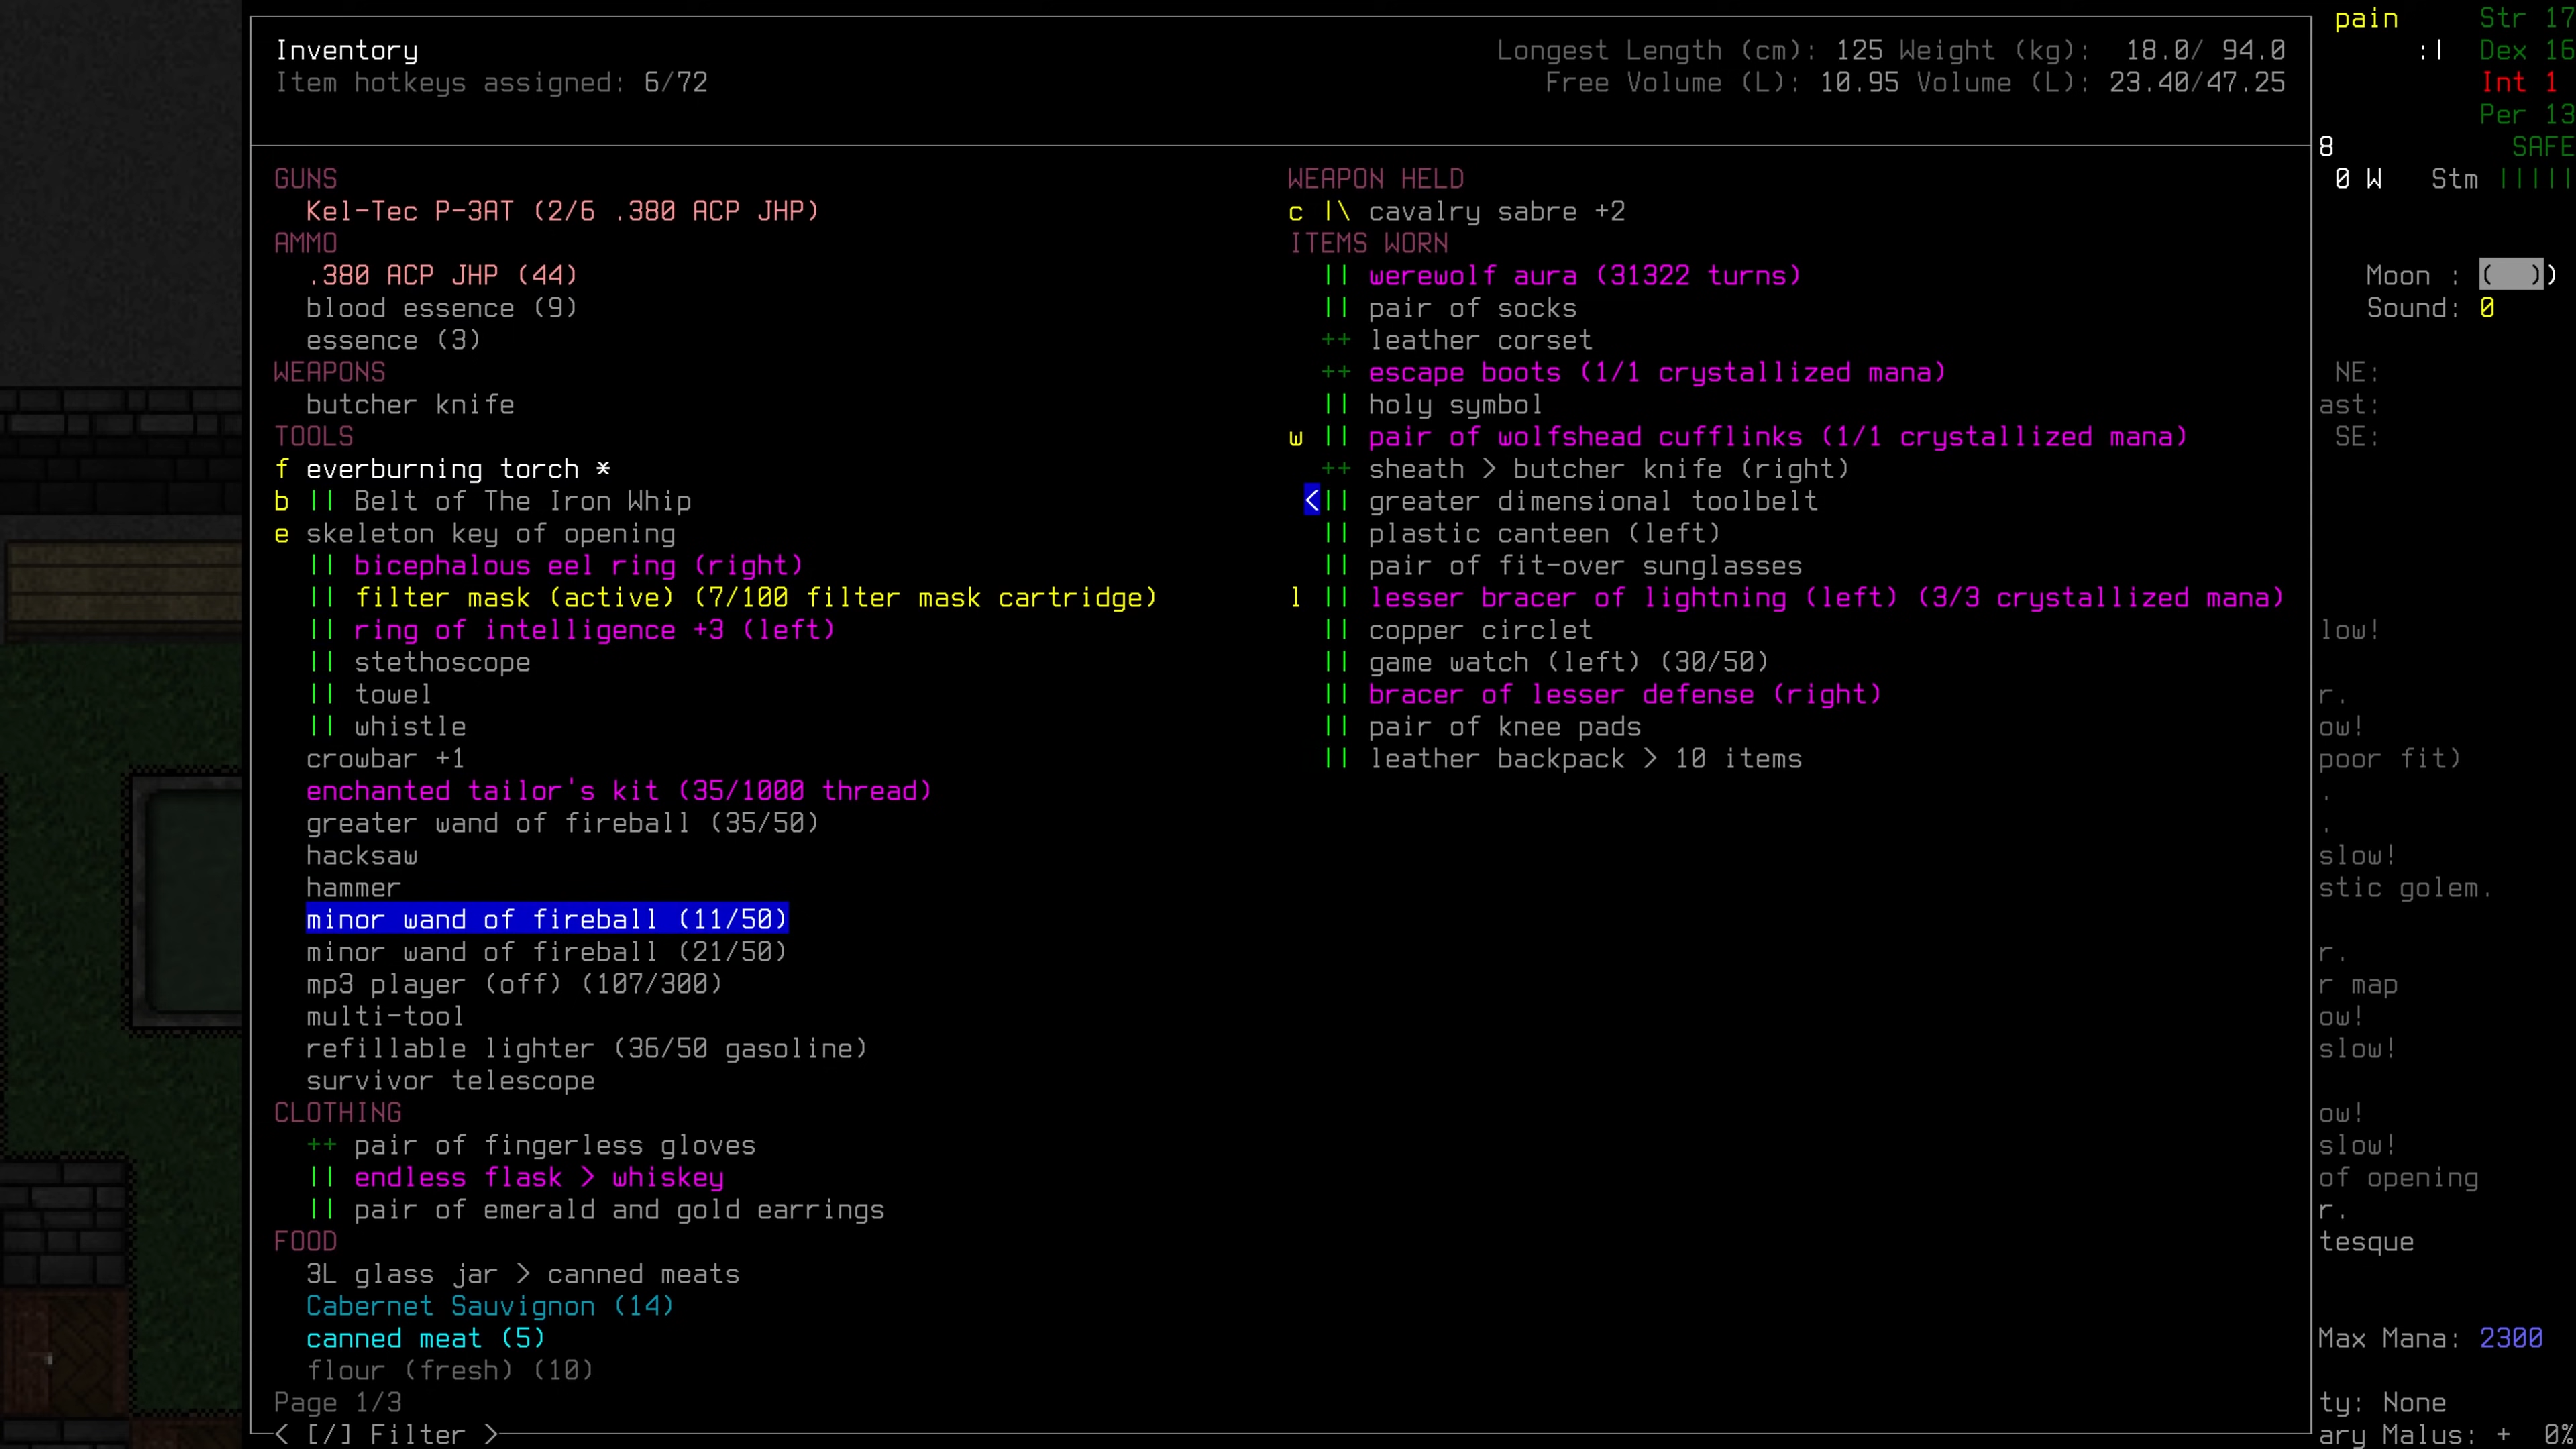 Inventory
Item hotkeys assigned: 6/72
Longest Length (cm): 125 Weight (kg): 18.0/ 94.0
Free Volume (L): 10.95 Volume (L): 23.40/47.25
GUNS
Kel-Tec P-3AT (2/6 .380 ACP JHP)
AMMO
.380 ACP JHP (44)
blood essence (9)
essence (3)
WEAPONS
butcher knife
TOOLS
f everburning torch *
b || Belt of The Iron Whip
e skeleton key of opening
|| bicephalous eel ring (right)
|| filter mask (active) (7/100 filter mask cartridge)
|| ring of intelligence +3 (left)
|| stethoscope
|| towel
|| whistle
crowbar +1
enchanted tailor's kit (35/1000 thread)
greater wand of fireball (35/50)
hacksaw
hammer
minor wand of fireball (11/50)
minor wand of fireball (21/50)
mp3 player (off) (107/300)
multi-tool
refillable lighter (36/50 gasoline)
survivor telescope
CLOTHING
++ pair of fingerless gloves
|| endless flask > whiskey
|| pair of emerald and gold earrings
FOOD
3L glass jar > canned meats
Cabernet Sauvignon (14)
canned meat (5)
flour (fresh) (10)
Page 1/3
< [/] Filter >
WEAPON HELD
c |\ cavalry sabre +2
ITEMS WORN
|| werewolf aura (31322 turns)
|| pair of socks
++ leather corset
++ escape boots (1/1 crystallized mana)
|| holy symbol
w || pair of wolfshead cufflinks (1/1 crystallized mana)
++ sheath > butcher knife (right)
<|| greater dimensional toolbelt
|| plastic canteen (left)
|| pair of fit-over sunglasses
l || lesser bracer of lightning (left) (3/3 crystallized mana)
|| copper circlet
|| game watch (left) (30/50)
|| bracer of lesser defense (right)
|| pair of knee pads
|| leather backpack > 10 items
pain Str 17
:| Dex 16
Int 1
Per 13
8 SAFE
0 W Stm |||||
Moon : ( ))
Sound: 0
NE:
ast:
SE:
low!
r.
ow!
poor fit)
.
.
slow!
stic golem.
r.
r map
ow!
slow!
ow!
slow!
of opening
r.
tesque
Max Mana: 2300
ty: None
ary Malus: + 0%